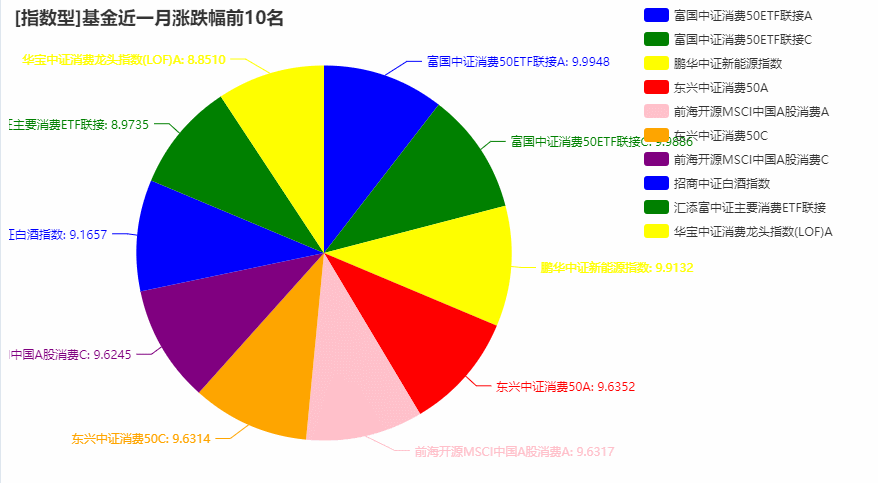 [指数型]基金近一月涨跌幅前10名
富国中证消费50ETF联接A
富国中证消费50ETF联接C
鹏华中证新能源指数
东兴中证消费50A
前海开源MSCI中国A股消费A
东兴中证消费50C
前海开源MSCI中国A股消费C
招商中证白酒指数
汇添富中证主要消费ETF联接
华宝中证消费龙头指数(LOF)A
华宝中证消费龙头指数(LOF)A: 8.8510
富国中证消费50ETF联接A: 9.9948
证主要消费ETF联接: 8.9735
富国中证消费50ETF联接C: 9.9886
证白酒指数: 9.1657
鹏华中证新能源指数: 9.9132
中国A股消费C: 9.6245
东兴中证消费50A: 9.6352
东兴中证消费50C: 9.6314
前海开源MSCI中国A股消费A: 9.6317